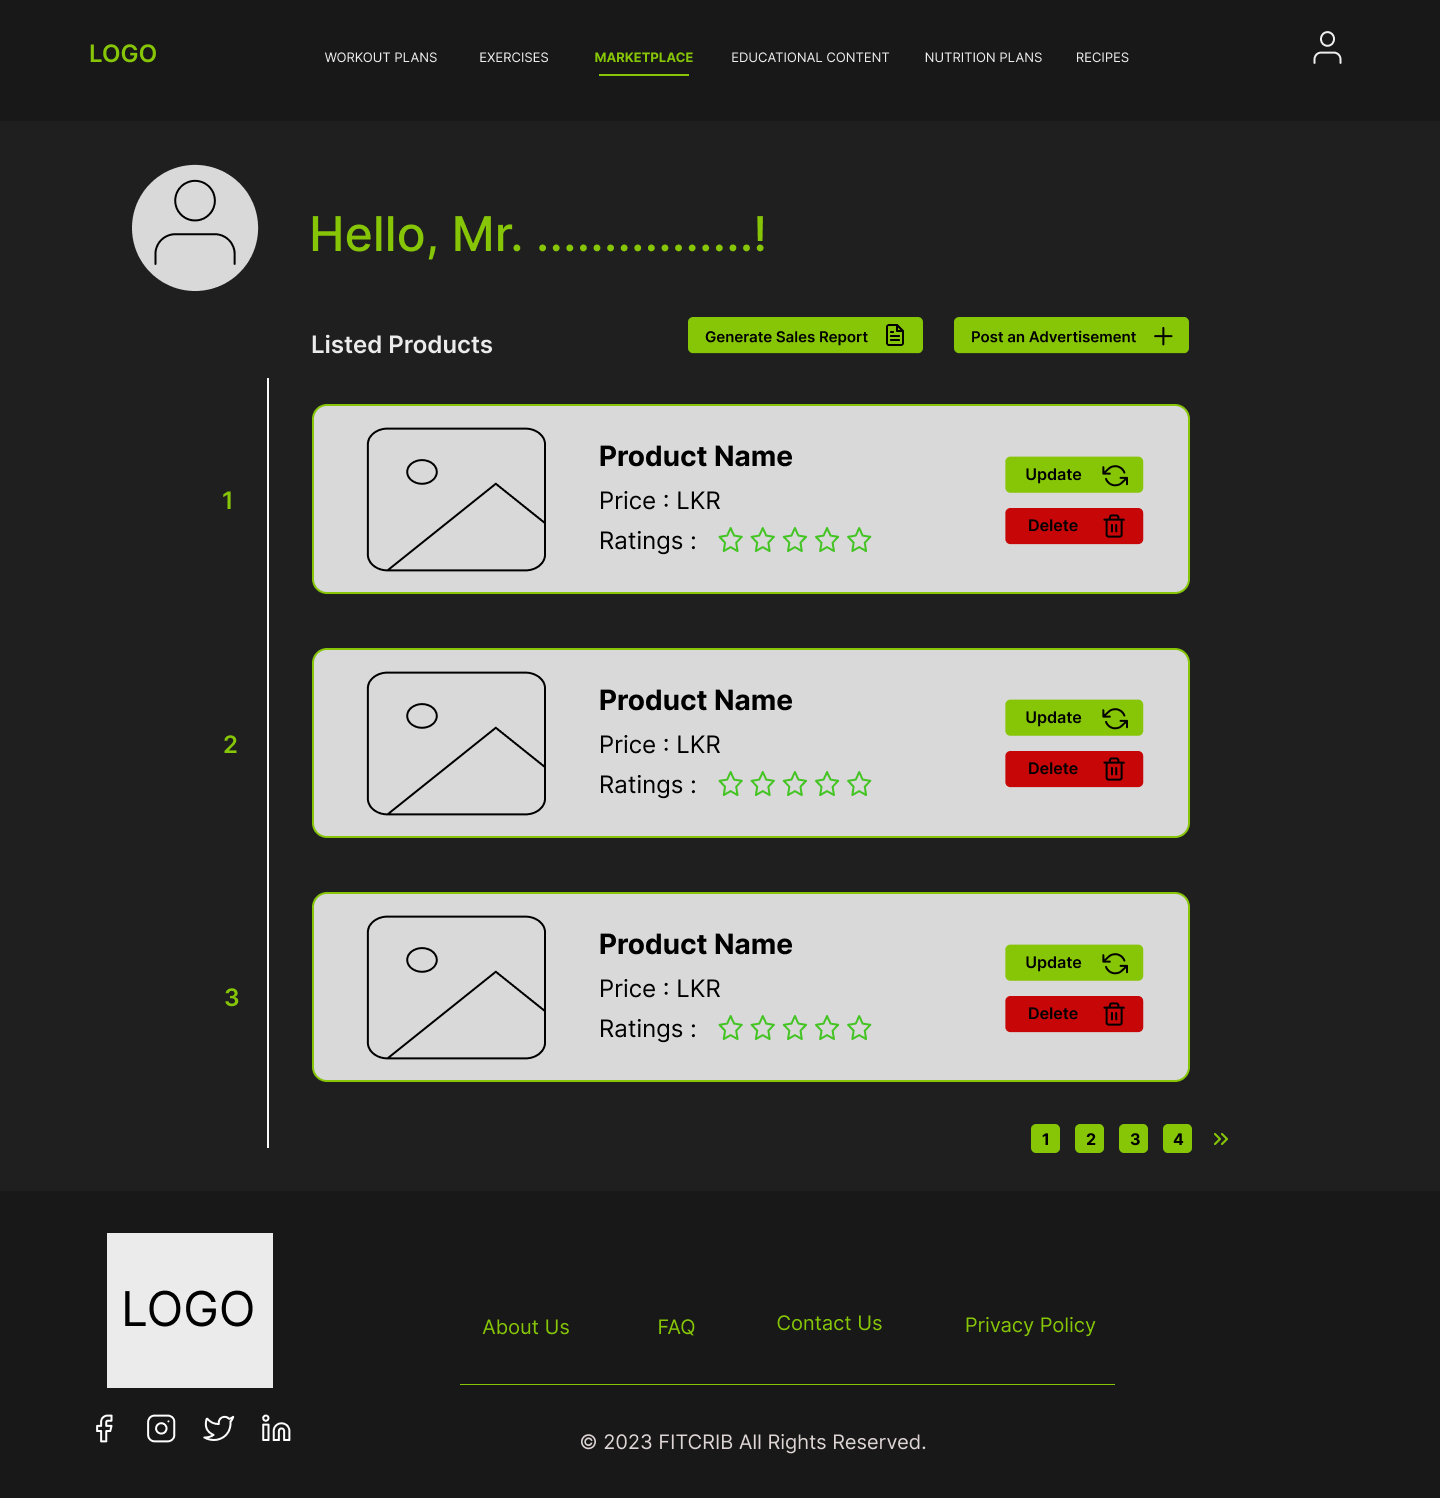 LOGO
WORKOUT PLANS
EXERCISES
MARKETPLACE
EDUCATIONAL CONTENT
NUTRITION PLANS
RECIPES
Hello, Mr. ................!
Listed Products
Generate Sales Report
Post an Advertisement
1
Product Name
Price : LKR
Ratings :
Update
Delete
2
Product Name
Price : LKR
Ratings :
Update
Delete
3
Product Name
Price : LKR
Ratings :
Update
Delete
1 2 3 4 »
LOGO
About Us
FAQ
Contact Us
Privacy Policy
© 2023 FITCRIB All Rights Reserved.